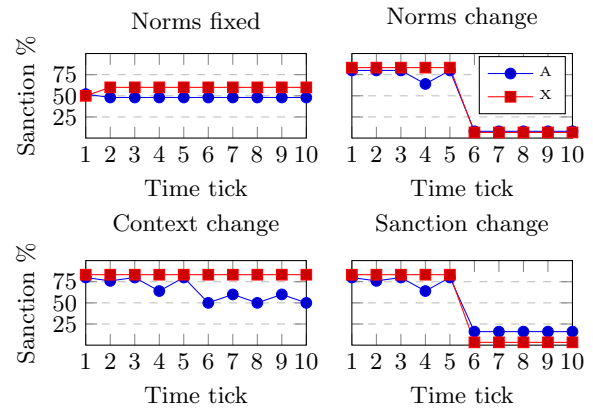 Norms fixed
Norms change
Sanction %
75
50
25
1 2 3 4 5 6 7 8 9 10
Time tick
A
X
1 2 3 4 5 6 7 8 9 10
Time tick
Context change
Sanction change
Sanction %
75
50
25
1 2 3 4 5 6 7 8 9 10
Time tick
1 2 3 4 5 6 7 8 9 10
Time tick